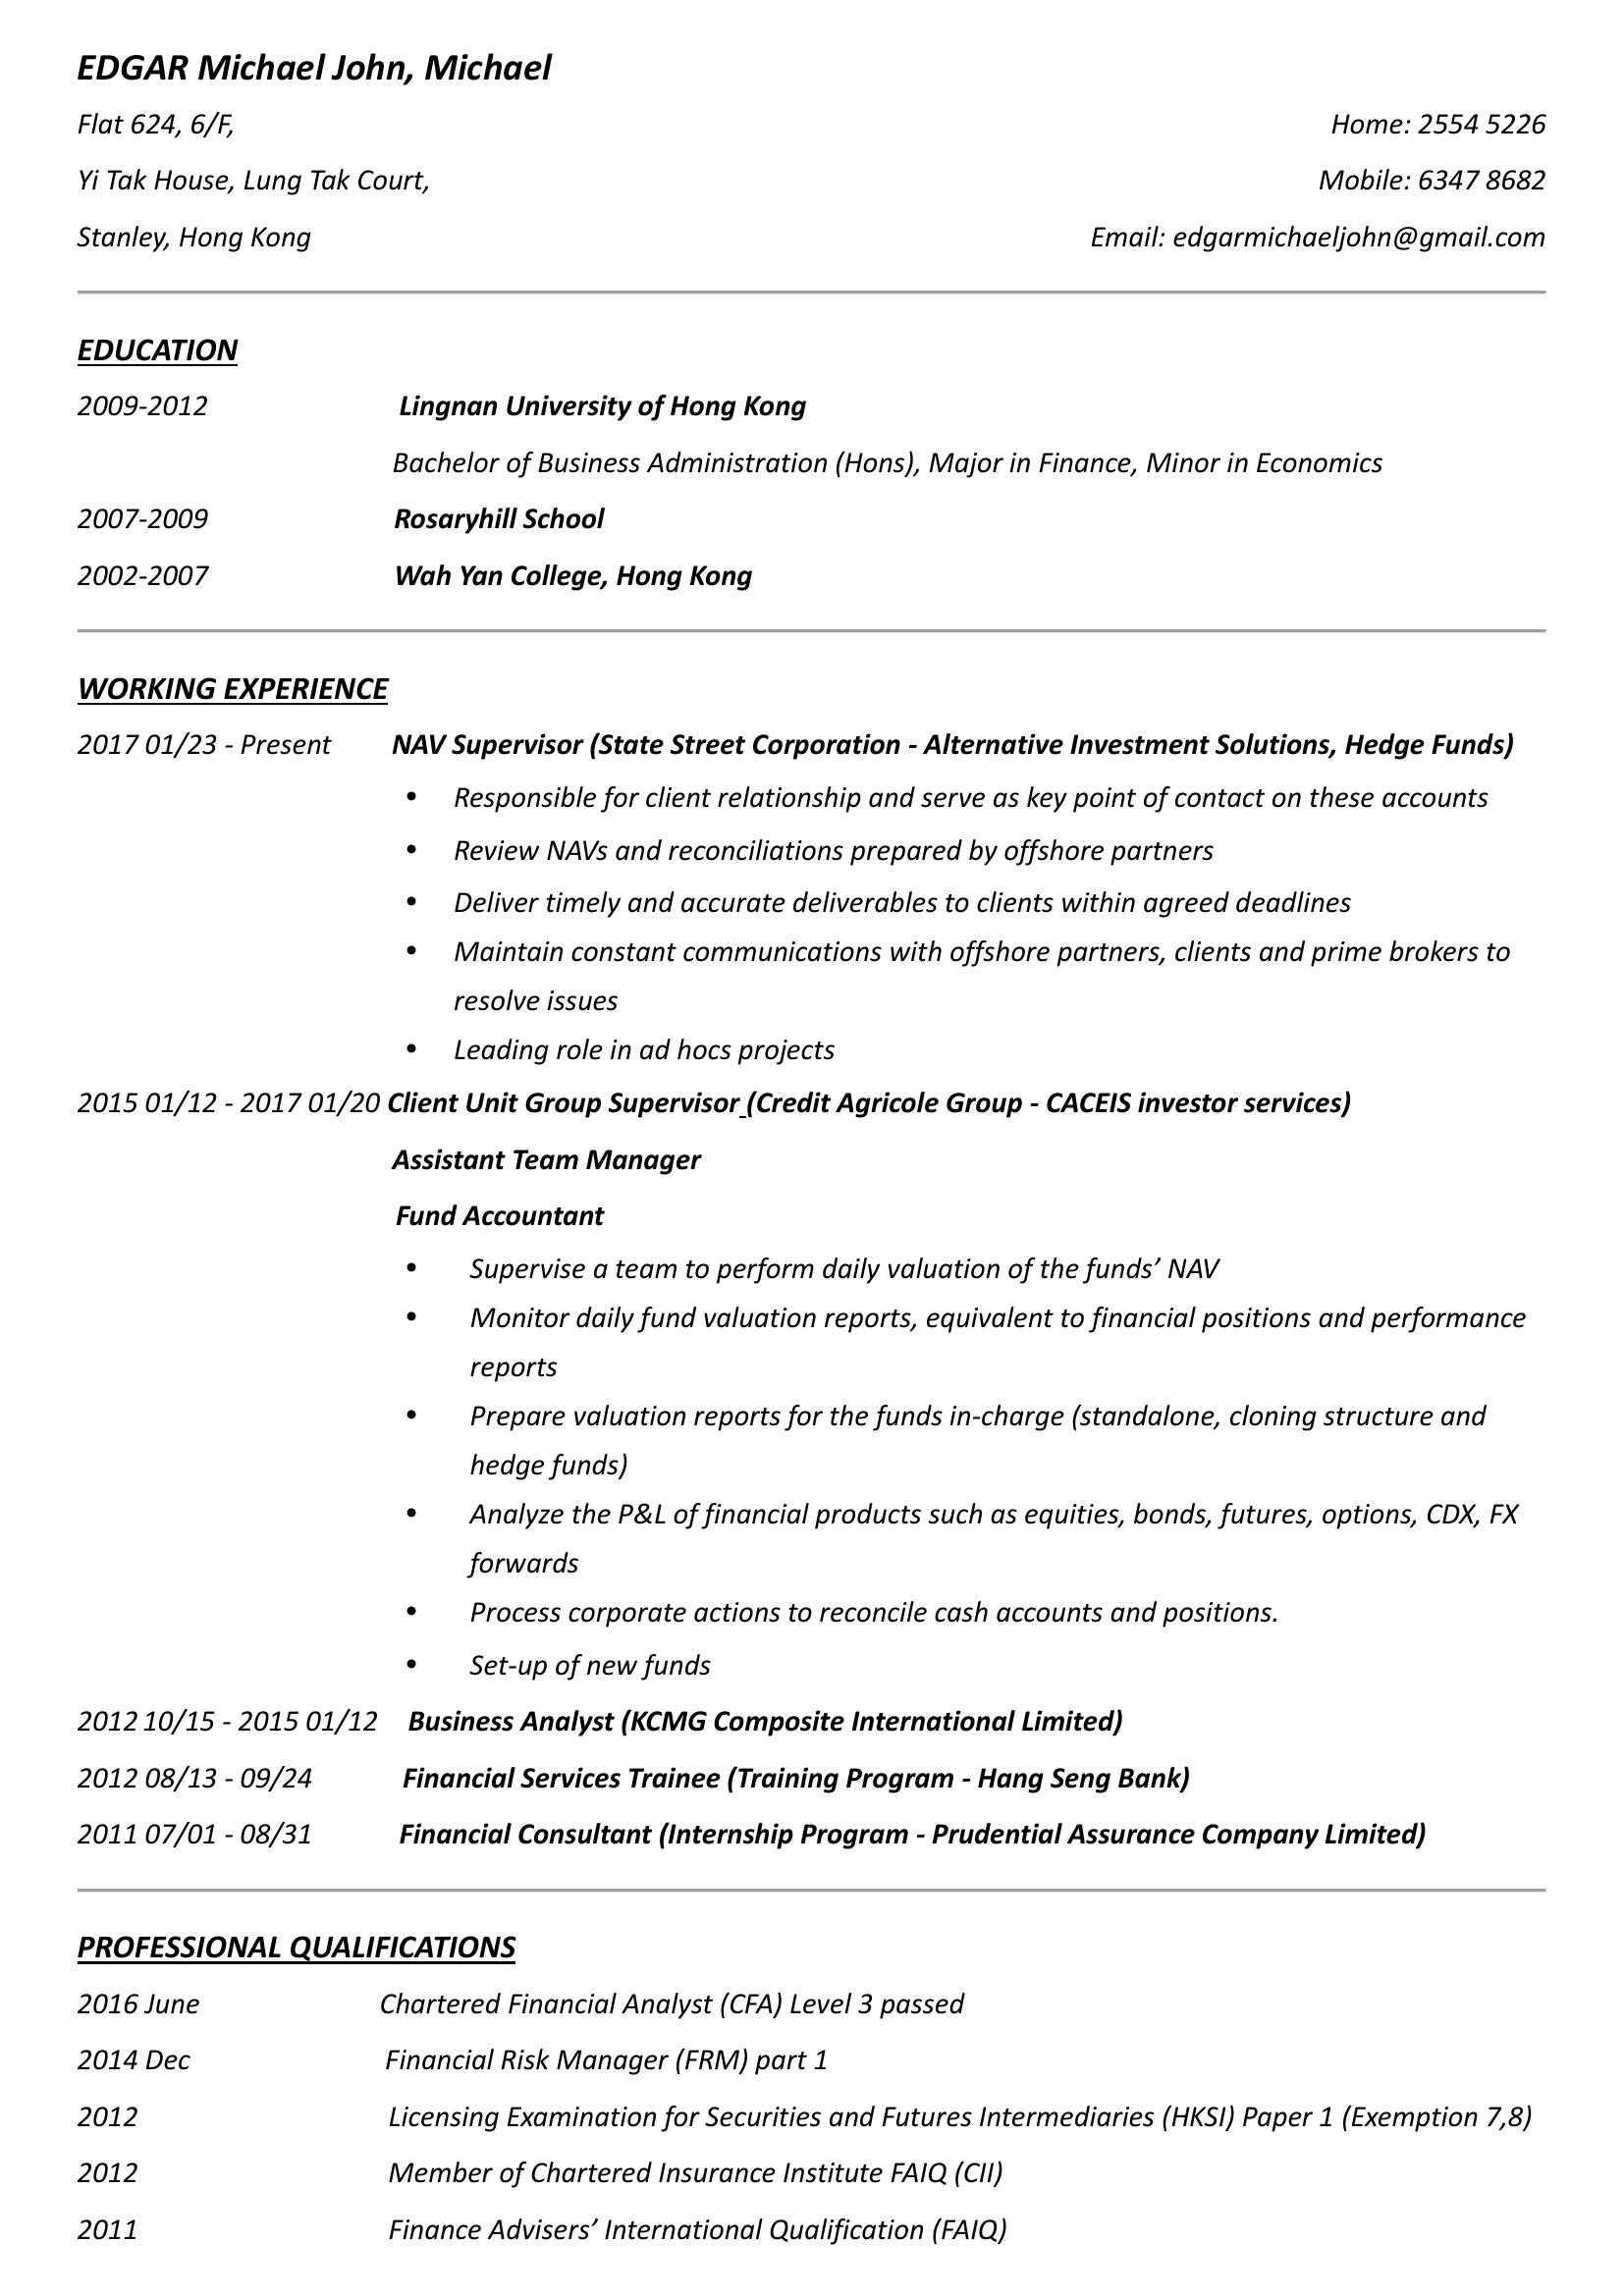 EDGAR Michael John, Michael
Flat 624, 6/F, Home: 2554 5226
Yi Tak House, Lung Tak Court, Mobile: 6347 8682
Stanley, Hong Kong Email: edgarmichaeljohn@gmail.com
EDUCATION
2009-2012 Lingnan University of Hong Kong
Bachelor of Business Administration (Hons), Major in Finance, Minor in Economics
2007-2009 Rosaryhill School
2002-2007 Wah Yan College, Hong Kong
WORKING EXPERIENCE
2017 01/23 - Present NAV Supervisor (State Street Corporation - Alternative Investment Solutions, Hedge Funds)
• Responsible for client relationship and serve as key point of contact on these accounts
• Review NAVs and reconciliations prepared by offshore partners
• Deliver timely and accurate deliverables to clients within agreed deadlines
• Maintain constant communications with offshore partners, clients and prime brokers to
resolve issues
• Leading role in ad hocs projects
2015 01/12 - 2017 01/20 Client Unit Group Supervisor (Credit Agricole Group - CACEIS investor services)
Assistant Team Manager
Fund Accountant
• Supervise a team to perform daily valuation of the funds’ NAV
• Monitor daily fund valuation reports, equivalent to financial positions and performance
reports
• Prepare valuation reports for the funds in-charge (standalone, cloning structure and
hedge funds)
• Analyze the P&L of financial products such as equities, bonds, futures, options, CDX, FX
forwards
• Process corporate actions to reconcile cash accounts and positions.
• Set-up of new funds
2012 10/15 - 2015 01/12 Business Analyst (KCMG Composite International Limited)
2012 08/13 - 09/24 Financial Services Trainee (Training Program - Hang Seng Bank)
2011 07/01 - 08/31 Financial Consultant (Internship Program - Prudential Assurance Company Limited)
PROFESSIONAL QUALIFICATIONS
2016 June Chartered Financial Analyst (CFA) Level 3 passed
2014 Dec Financial Risk Manager (FRM) part 1
2012 Licensing Examination for Securities and Futures Intermediaries (HKSI) Paper 1 (Exemption 7,8)
2012 Member of Chartered Insurance Institute FAIQ (CII)
2011 Finance Advisers’ International Qualification (FAIQ)